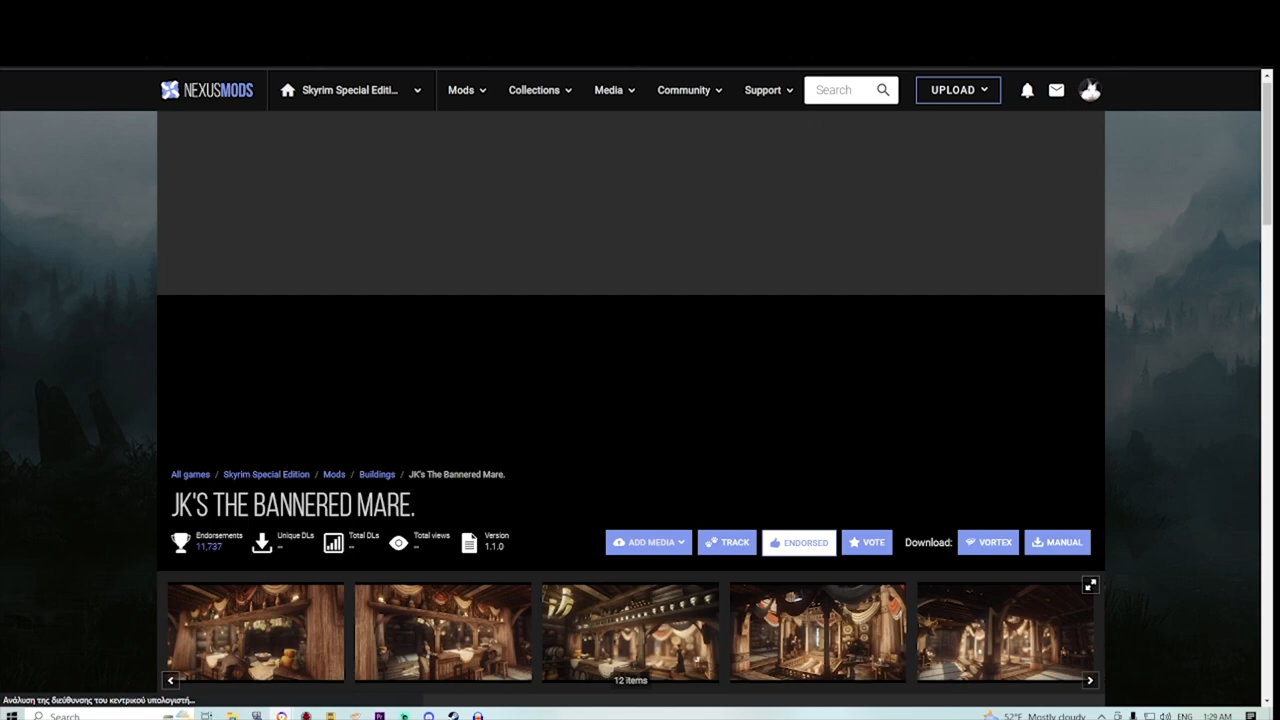 NEXUSMODS Skyrim Special Editi... Mods Collections Media Community Support Search UPLOAD
All games / Skyrim Special Edition / Mods / Buildings / JK's The Bannered Mare.
JK'S THE BANNERED MARE.
Endorsements Unique DLs Total DLs Total views Version
11,737 -- -- -- 1.1.0
ADD MEDIA TRACK ENDORSED VOTE Download: VORTEX MANUAL
12 items
Ανάλυση της διεύθυνσης του κεντρικού υπολογιστή...
Search 52°F Mostly cloudy ENG 1:29 AM